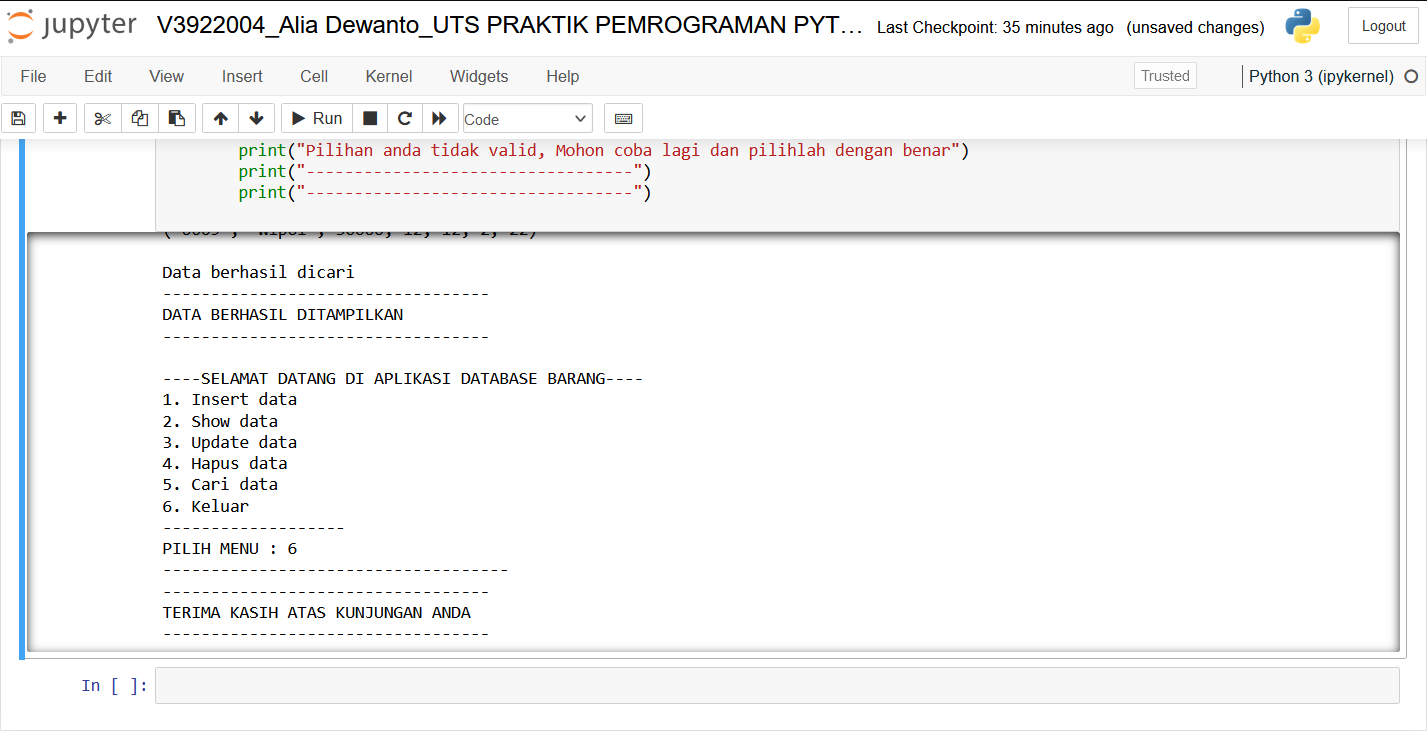 jupyter V3922004_Alia Dewanto_UTS PRAKTIK PEMROGRAMAN PYT... Last Checkpoint: 35 minutes ago (unsaved changes) Logout
File Edit View Insert Cell Kernel Widgets Help Trusted Python 3 (ipykernel)
Run Code
print("Pilihan anda tidak valid, Mohon coba lagi dan pilihlah dengan benar")
print("----------------------------------")
print("----------------------------------")
Data berhasil dicari
----------------------------------
DATA BERHASIL DITAMPILKAN
----------------------------------
----SELAMAT DATANG DI APLIKASI DATABASE BARANG----
1. Insert data
2. Show data
3. Update data
4. Hapus data
5. Cari data
6. Keluar
-------------------
PILIH MENU : 6
------------------------------------
----------------------------------
TERIMA KASIH ATAS KUNJUNGAN ANDA
----------------------------------
In [ ]: